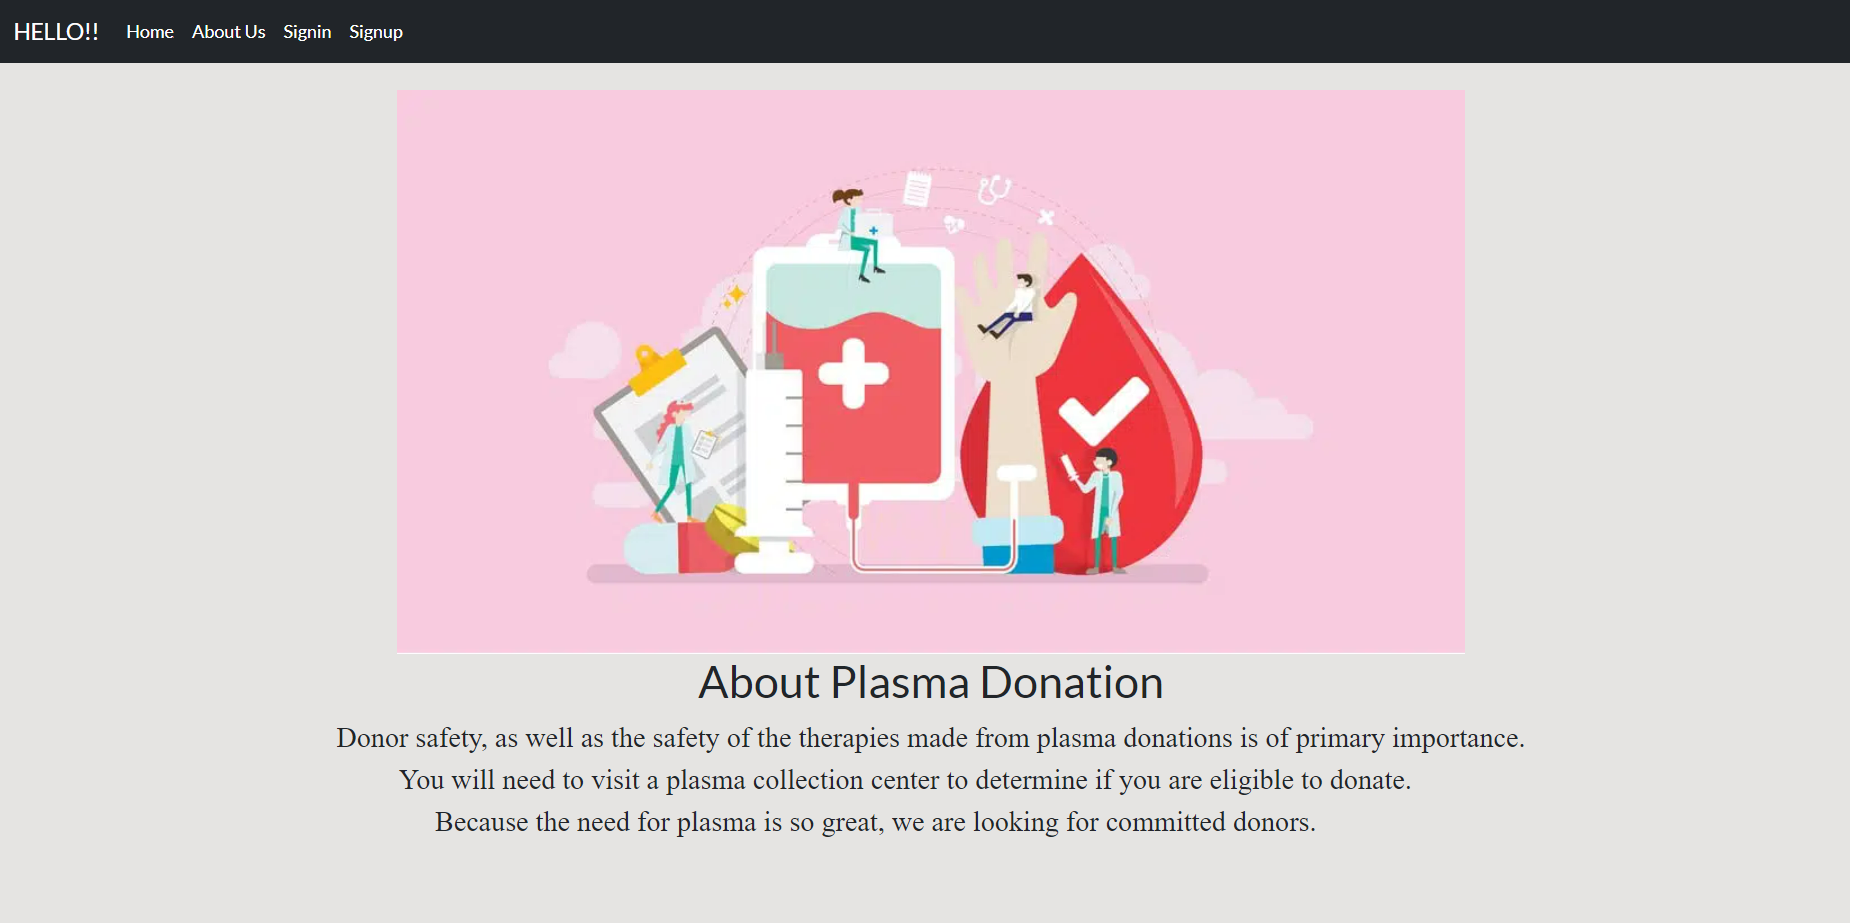 HELLO!! Home About Us Signin Signup
About Plasma Donation
Donor safety, as well as the safety of the therapies made from plasma donations is of primary importance.
You will need to visit a plasma collection center to determine if you are eligible to donate.
Because the need for plasma is so great, we are looking for committed donors.